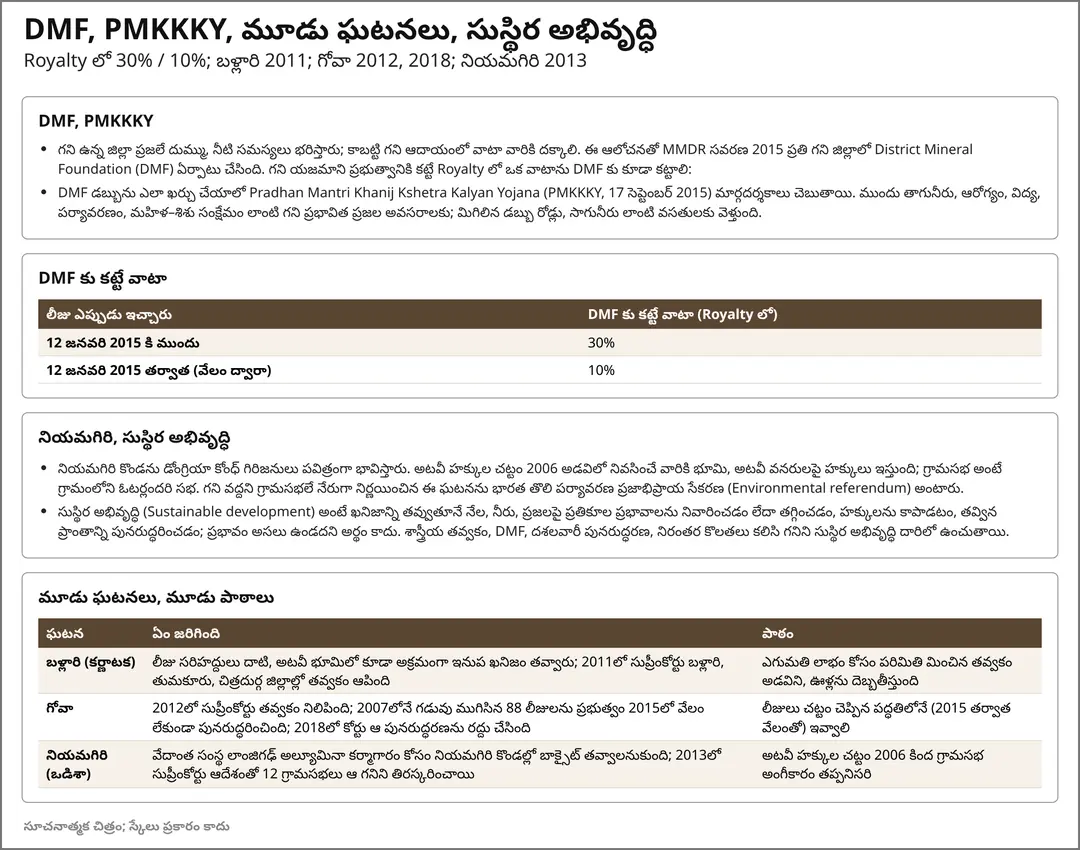 DMF, PMKKKY, మూడు ఘటనలు, సుస్థిర అభివృద్ధి
Royalty లో 30% / 10%; బళ్లారి 2011; గోవా 2012, 2018; నియమగిరి 2013
DMF, PMKKKY
• గని ఉన్న జిల్లా ప్రజలే దుమ్ము, నీటి సమస్యలు భరిస్తారు; కాబట్టి గని ఆదాయంలో వాటా వారికి దక్కాలి. ఈ ఆలోచనతో MMDR సవరణ 2015 ప్రతి గని జిల్లాలో District Mineral
Foundation (DMF) ఏర్పాటు చేసింది. గని యజమాని ప్రభుత్వానికి కట్టే Royalty లో ఒక వాటాను DMF కు కూడా కట్టాలి:
• DMF డబ్బును ఎలా ఖర్చు చేయాలో Pradhan Mantri Khanij Kshetra Kalyan Yojana (PMKKKY, 17 సెప్టెంబర్ 2015) మార్గదర్శకాలు చెబుతాయి. ముందు తాగునీరు, ఆరోగ్యం, విద్య,
పర్యావరణం, మహిళ–శిశు సంక్షేమం లాంటి గని ప్రభావిత ప్రజల అవసరాలకు; మిగిలిన డబ్బు రోడ్లు, సాగునీరు లాంటి వసతులకు వెళ్తుంది.
DMF కు కట్టే వాటా
లీజు ఎప్పుడు ఇచ్చారు DMF కు కట్టే వాటా (Royalty లో)
12 జనవరి 2015 కి ముందు 30%
12 జనవరి 2015 తర్వాత (వేలం ద్వారా) 10%
నియమగిరి, సుస్థిర అభివృద్ధి
• నియమగిరి కొండను డోంగ్రియా కోంధ్ గిరిజనులు పవిత్రంగా భావిస్తారు. అటవీ హక్కుల చట్టం 2006 అడవిలో నివసించే వారికి భూమి, అటవీ వనరులపై హక్కులు ఇస్తుంది; గ్రామసభ అంటే
గ్రామంలోని ఓటర్లందరి సభ. గని వద్దని గ్రామసభలే నేరుగా నిర్ణయించిన ఈ ఘటనను భారత తొలి పర్యావరణ ప్రజాభిప్రాయ సేకరణ (Environmental referendum) అంటారు.
• సుస్థిర అభివృద్ధి (Sustainable development) అంటే ఖనిజాన్ని తవ్వుతూనే నేల, నీరు, ప్రజలపై ప్రతికూల ప్రభావాలను నివారించడం లేదా తగ్గించడం, హక్కులను కాపాడటం, తవ్విన
ప్రాంతాన్ని పునరుద్ధరించడం; ప్రభావం అసలు ఉండదని అర్థం కాదు. శాస్త్రీయ తవ్వకం, DMF, దశలవారీ పునరుద్ధరణ, నిరంతర కొలతలు కలిసి గనిని సుస్థిర అభివృద్ధి దారిలో ఉంచుతాయి.
మూడు ఘటనలు, మూడు పాఠాలు
ఘటన ఏం జరిగింది పాఠం
బళ్లారి (కర్ణాటక) లీజు సరిహద్దులు దాటి, అటవీ భూమిలో కూడా అక్రమంగా ఇనుప ఖనిజం తవ్వారు; 2011లో సుప్రీంకోర్టు బళ్లారి, ఎగుమతి లాభం కోసం పరిమితి మించిన తవ్వకం
తుమకూరు, చిత్రదుర్గ జిల్లాల్లో తవ్వకం ఆపింది అడవిని, ఊళ్లను దెబ్బతీస్తుంది
గోవా 2012లో సుప్రీంకోర్టు తవ్వకం నిలిపింది; 2007లోనే గడువు ముగిసిన 88 లీజులను ప్రభుత్వం 2015లో వేలం లీజులు చట్టం చెప్పిన పద్ధతిలోనే (2015 తర్వాత
లేకుండా పునరుద్ధరించింది; 2018లో కోర్టు ఆ పునరుద్ధరణను రద్దు చేసింది వేలంతో) ఇవ్వాలి
నియమగిరి వేదాంత సంస్థ లాంజిగఢ్ అల్యూమినా కర్మాగారం కోసం నియమగిరి కొండల్లో బాక్సైట్ తవ్వాలనుకుంది; 2013లో అటవీ హక్కుల చట్టం 2006 కింద గ్రామసభ
(ఒడిశా) సుప్రీంకోర్టు ఆదేశంతో 12 గ్రామసభలు ఆ గనిని తిరస్కరించాయి అంగీకారం తప్పనిసరి
సూచనాత్మక చిత్రం; స్కేలు ప్రకారం కాదు